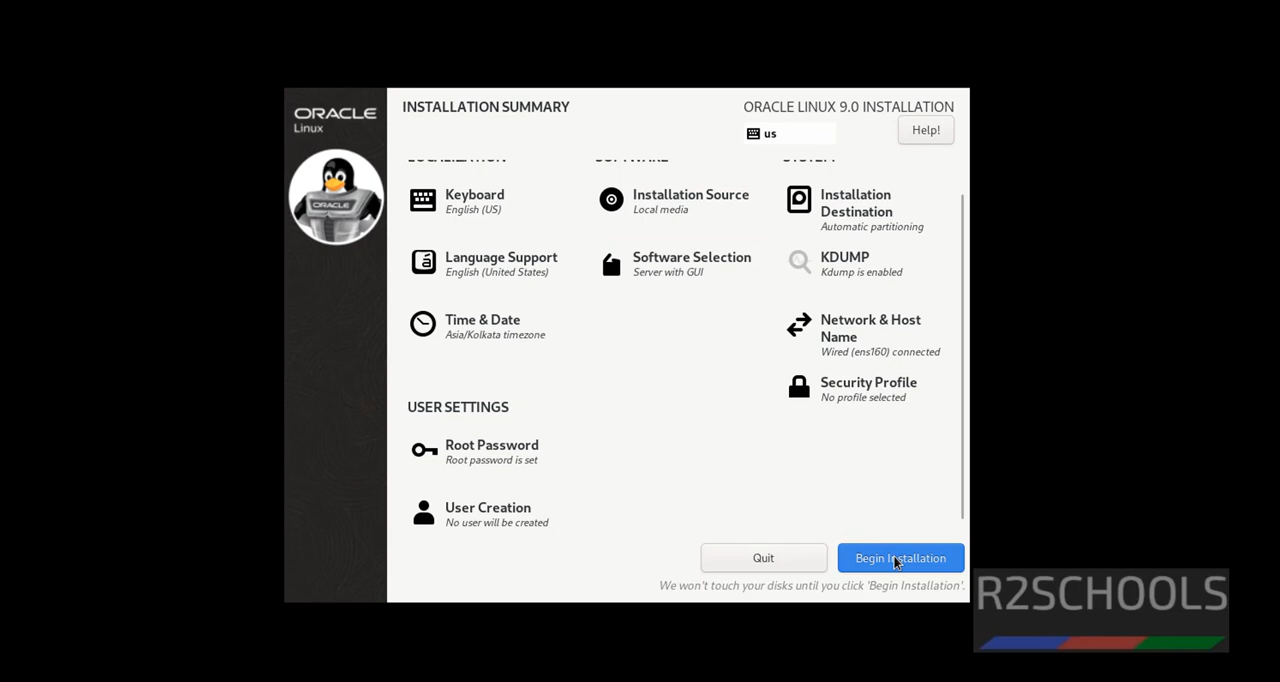 ORACLE
Linux
INSTALLATION SUMMARY
ORACLE LINUX 9.0 INSTALLATION
us
Help!
LOCALIZATION
SOFTWARE
SYSTEM
Keyboard
English (US)
Language Support
English (United States)
Time & Date
Asia/Kolkata timezone
Installation Source
Local media
Software Selection
Server with GUI
Installation
Destination
Automatic partitioning
KDUMP
Kdump is enabled
Network & Host
Name
Wired (ens160) connected
Security Profile
No profile selected
USER SETTINGS
Root Password
Root password is set
User Creation
No user will be created
Quit
Begin Installation
We won't touch your disks until you click 'Begin Installation'.
ORACLE
R2SCHOOLS